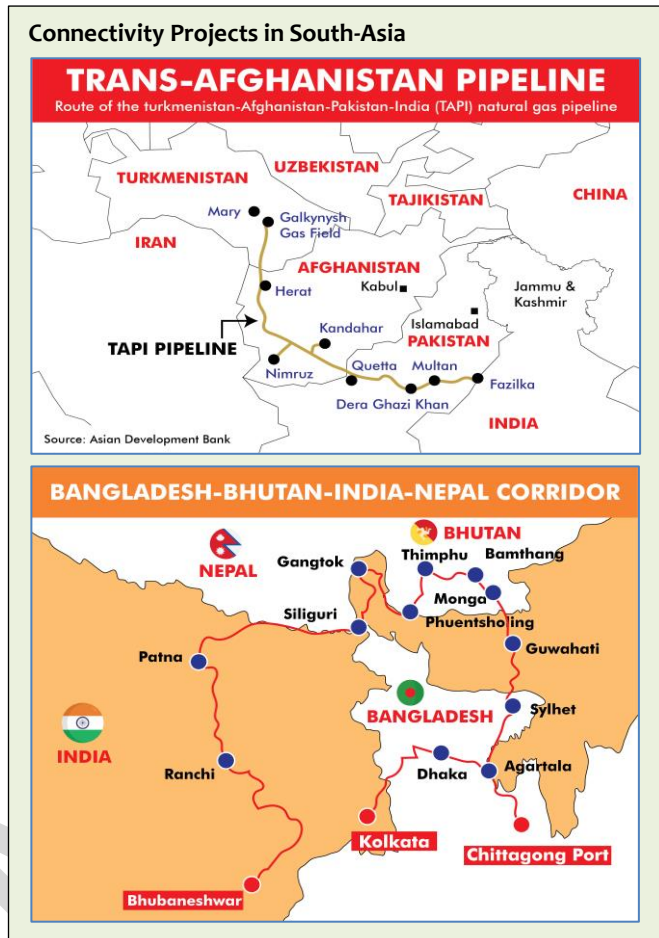 Connectivity Projects in South-Asia
TRANS-AFGHANISTAN PIPELINE
Route of the turkmenistan-Afghanistan-Pakistan-India (TAPI) natural gas pipeline
UZBEKISTAN
TURKMENISTAN
TAJIKISTAN
CHINA
Mary
Galkynysh
Gas Field
IRAN
AFGHANISTAN
Kabul
Jammu &
Kashmir
Herat
Islamabad
PAKISTAN
Kandahar
TAPI PIPELINE
Nimruz
Quetta
Multan
Fazilka
Dera Ghazi Khan
INDIA
Source: Asian Development Bank
BANGLADESH-BHUTAN-INDIA-NEPAL CORRIDOR
BHUTAN
NEPAL
Gangtok
Thimphu
Bamthang
Monga
Siliguri
Phuentsholing
Patna
Guwahati
Sylhet
BANGLADESH
INDIA
Ranchi
Dhaka
Agartala
Kolkata
Chittagong Port
Bhubaneshwar